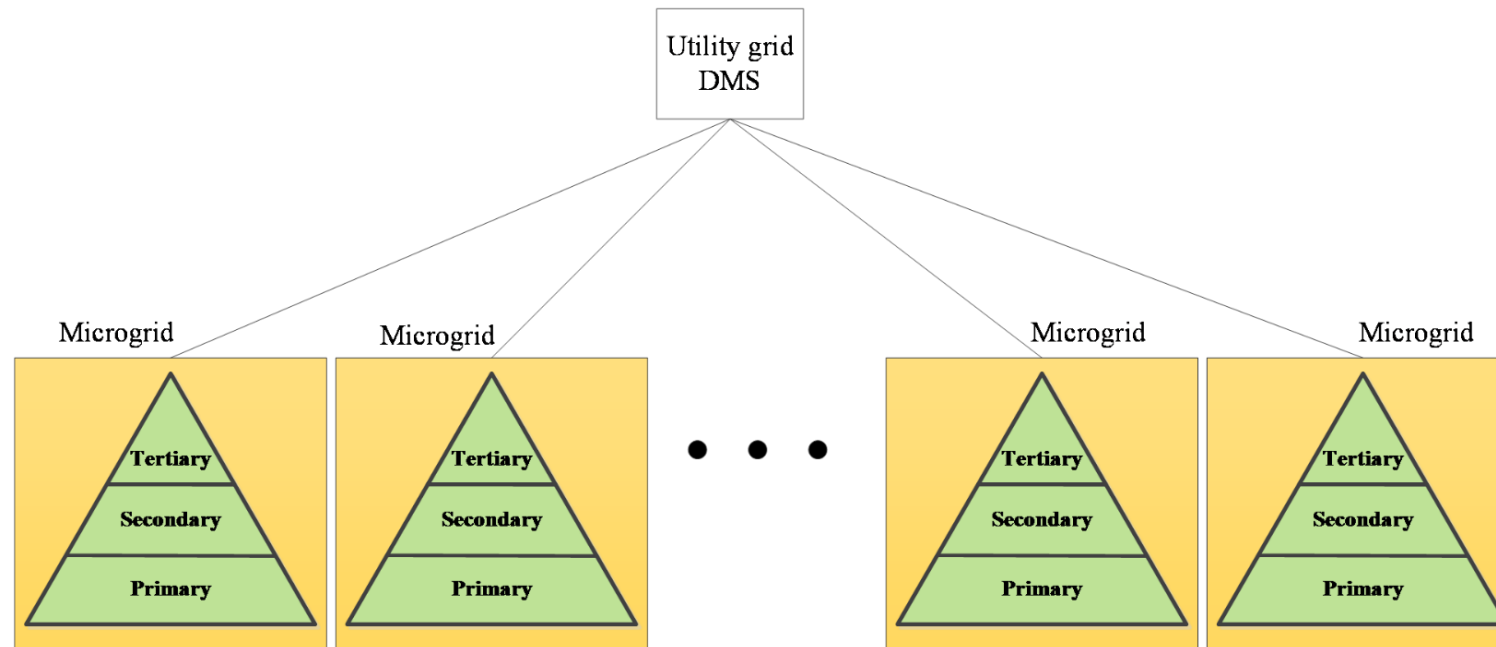 Utility grid
DMS
Microgrid
Microgrid
Microgrid
Microgrid
Tertiary
Secondary
Primary
Tertiary
Secondary
Primary
Tertiary
Secondary
Primary
Tertiary
Secondary
Primary